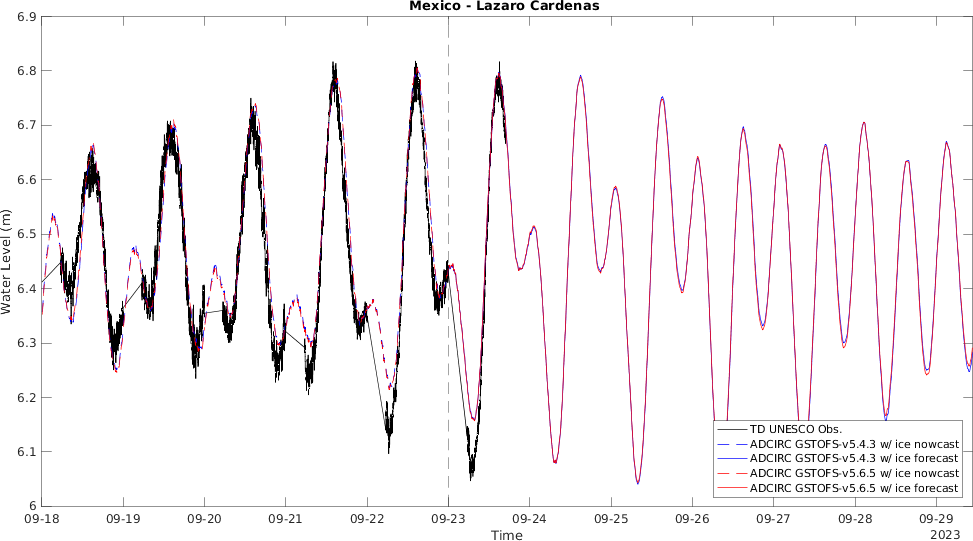 Mexico - Lazaro Cardenas
6.9
6.8
6.7
6.6
6.5
6.4
6.3
6.2
6.1
6
Water Level (m)
09-18 09-19 09-20 09-21 09-22 09-23 09-24 09-25 09-26 09-27 09-28 09-29
2023
Time
TD UNESCO Obs.
ADCIRC GSTOFS-v5.4.3 w/ ice nowcast
ADCIRC GSTOFS-v5.4.3 w/ ice forecast
ADCIRC GSTOFS-v5.6.5 w/ ice nowcast
ADCIRC GSTOFS-v5.6.5 w/ ice forecast